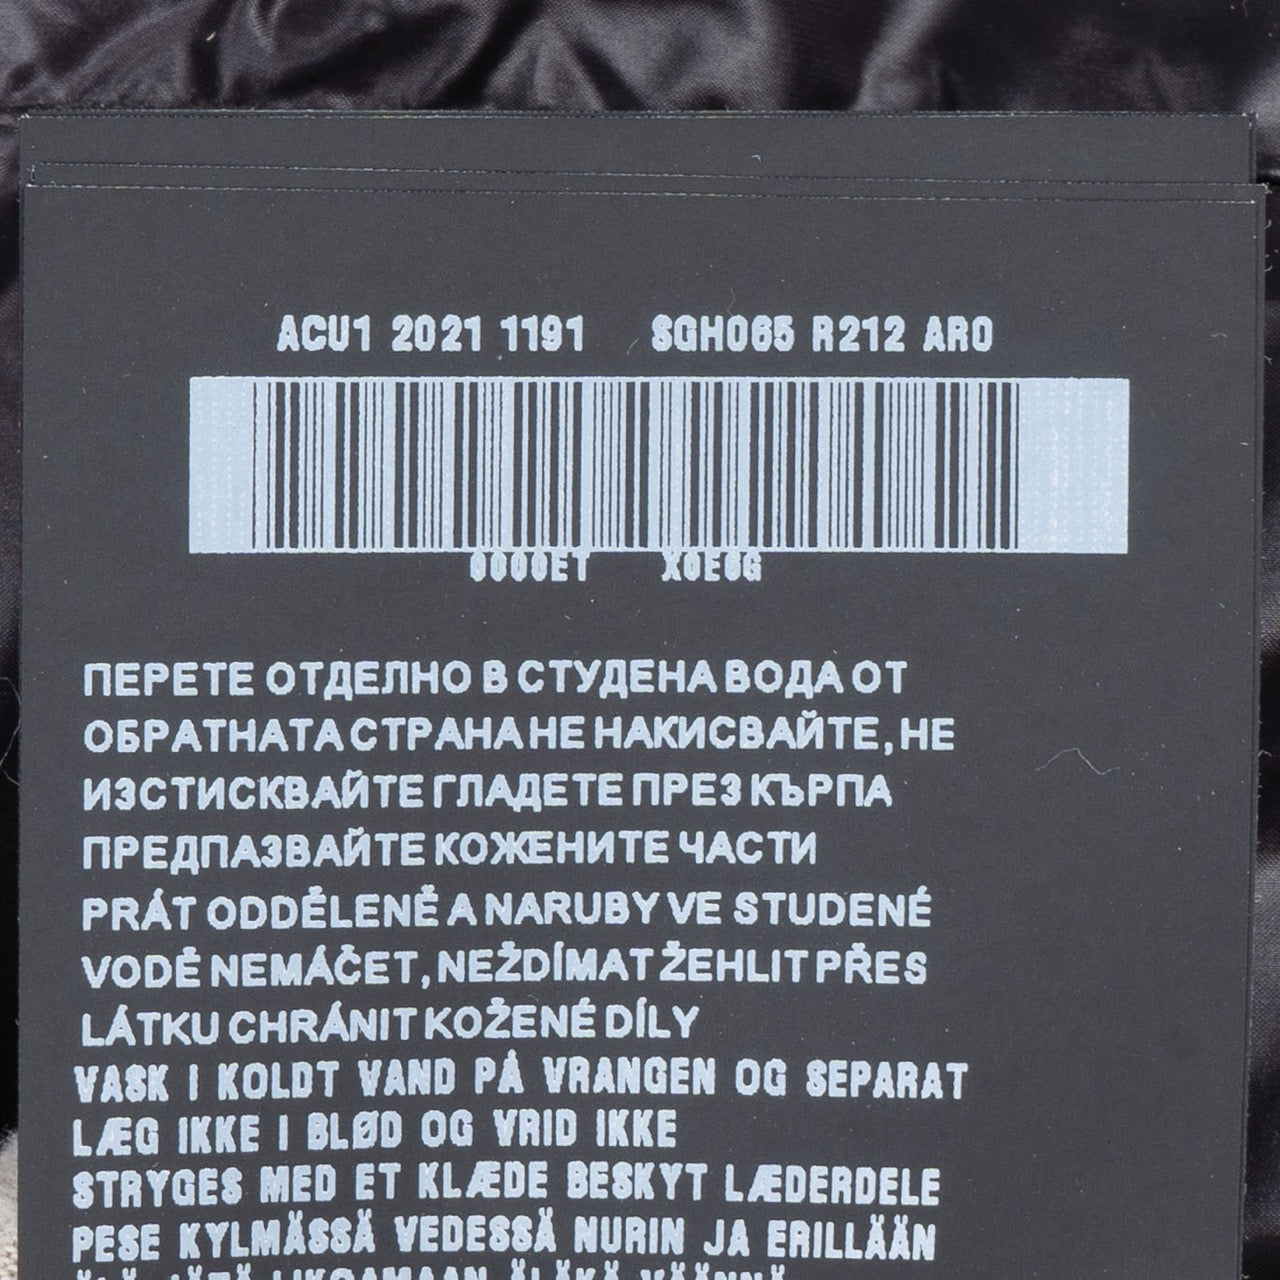 ACU1 2021 1191 SGH065 R212 ARO
0000ET X0E0G
ПЕРЕТЕ ОТДЕЛНО В СТУДЕНА ВОДА ОТ
ОБРАТНАТА СТРАНА НЕ НАКИСВАЙТЕ, НЕ
ИЗСТИСКВАЙТЕ ГЛАДЕТЕ ПРЕЗ КЪРПА
ПРЕДПАЗВАЙТЕ КОЖЕНИТЕ ЧАСТИ
PRÁT ODDĚLENĚ A NARUBY VE STUDENÉ
VODĚ NEMÁČET, NEŽDÍMAT ŽEHLIT PŘES
LÁTKU CHRÁNIT KOŽENÉ DÍLY
VASK I KOLDT VAND PÅ VRANGEN OG SEPARAT
LÆG IKKE I BLØD OG VRID IKKE
STRYGES MED ET KLÆDE BESKYT LÆDERDELE
PESE KYLMÄSSÄ VEDESSÄ NURIN JA ERILLÄÄN